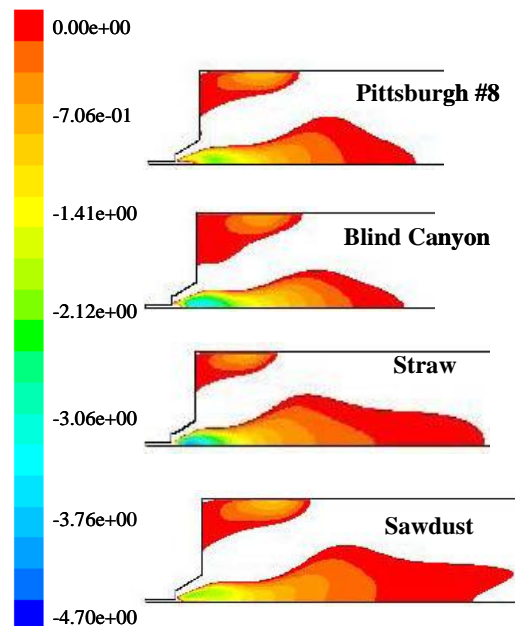 0.00e+00
Pittsburgh #8
-7.06e-01
-1.41e+00
Blind Canyon
-2.12e+00
Straw
-3.06e+00
-3.76e+00
Sawdust
-4.70e+00